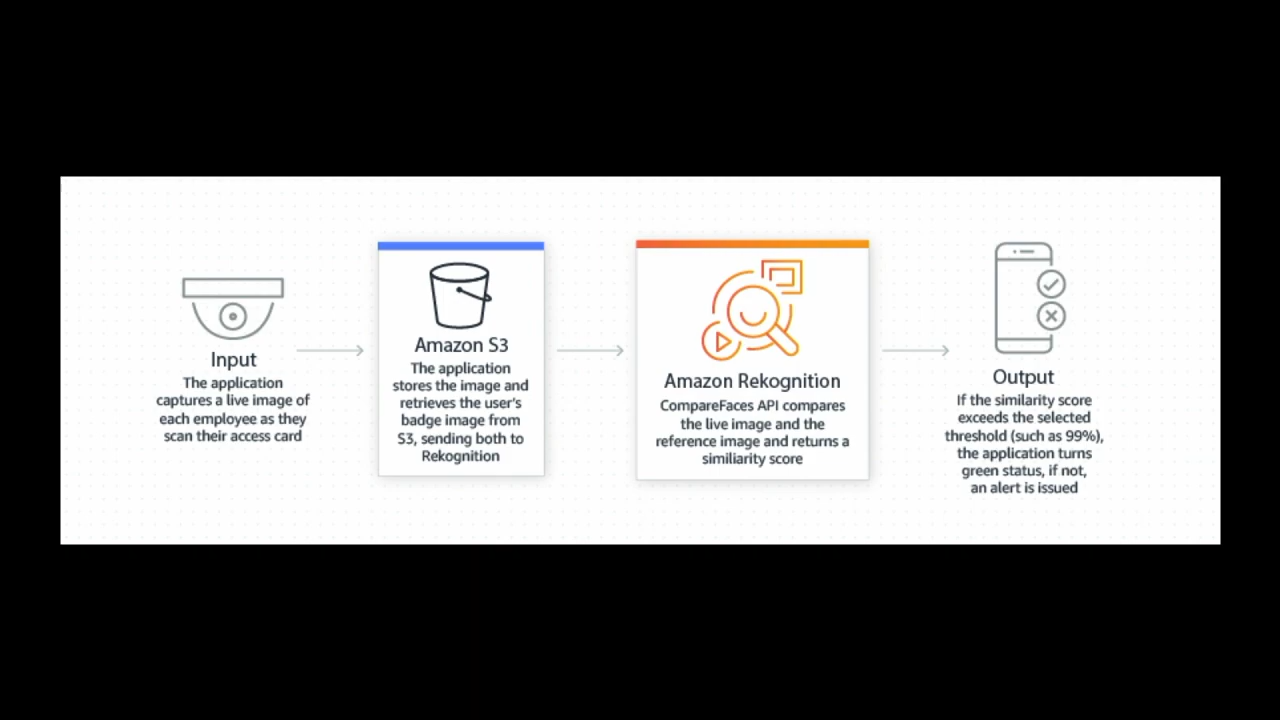 Input
The application
captures a live image of
each employee as they
scan their access card
Amazon S3
The application
stores the image and
retrieves the user's
badge image from
S3, sending both to
Rekognition
Amazon Rekognition
CompareFaces API compares
the live image and the
reference image and returns a
similiarity score
Output
If the similarity score
exceeds the selected
threshold (such as 99%),
the application turns
green status, if not,
an alert is issued